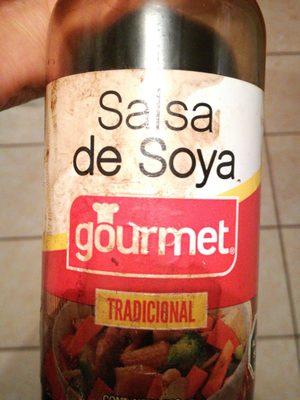 Salsa
de Soya
gourmet
TRADICIONAL